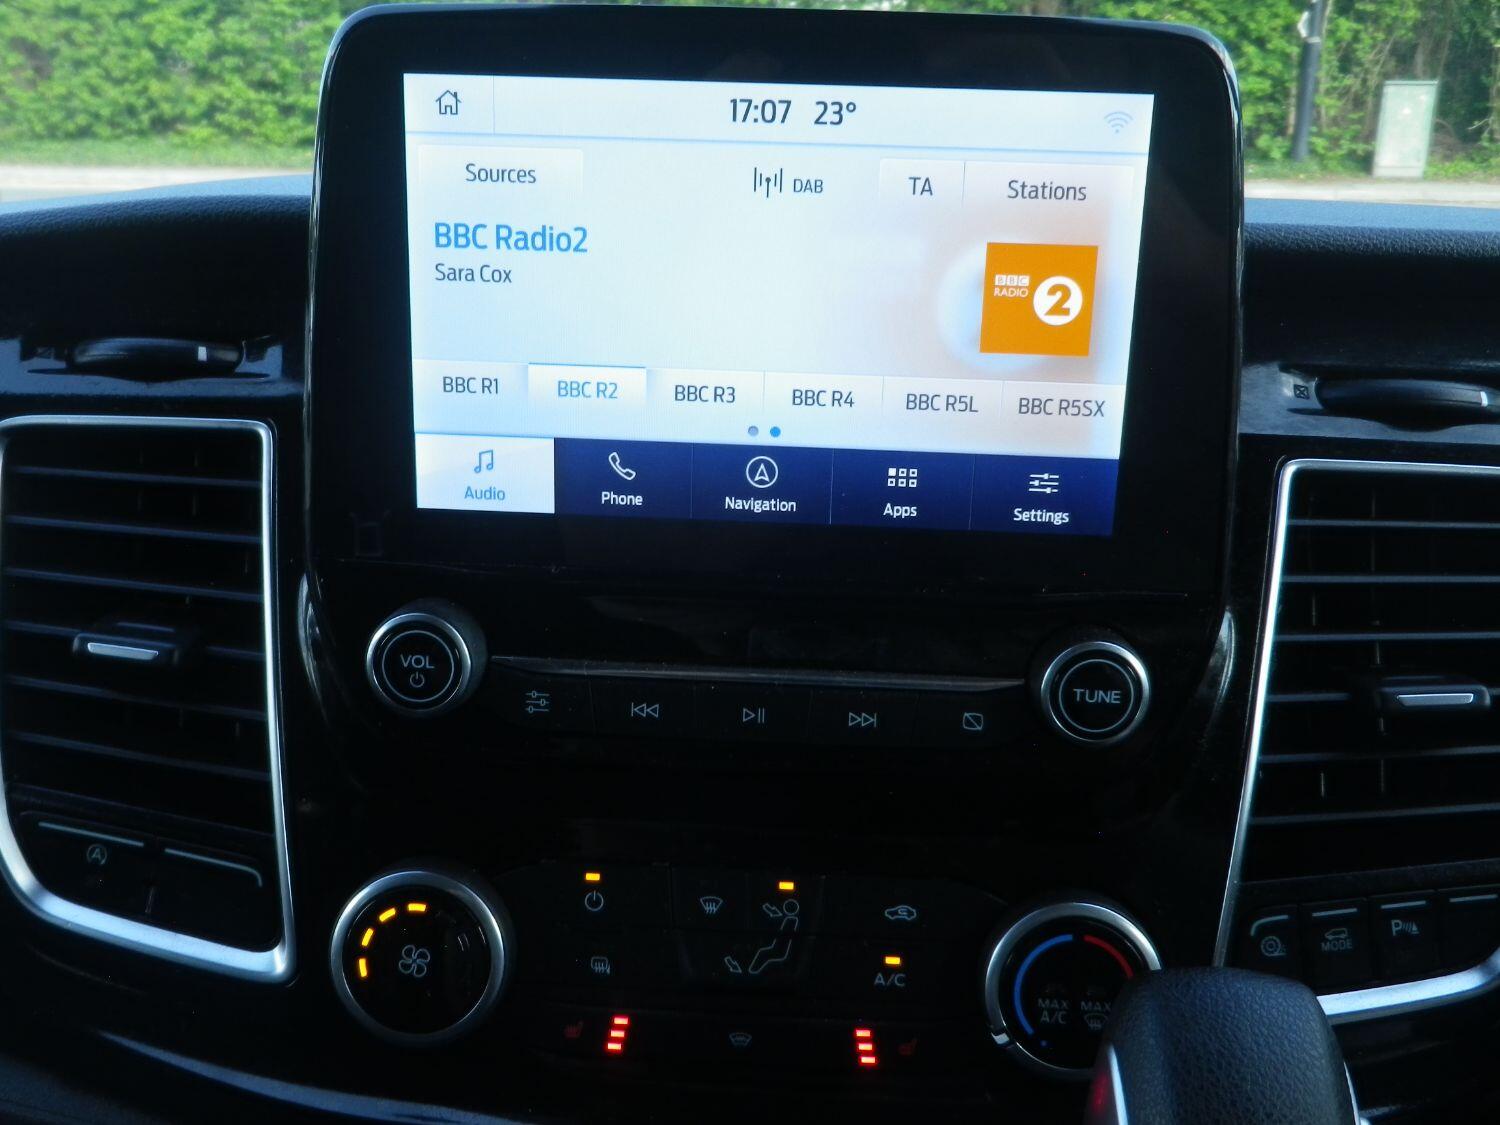 17:07 23°
Sources
DAB
TA
Stations
BBC Radio2
Sara Cox
BBC
RADIO
2
BBC R1
BBC R2
BBC R3
BBC R4
BBC R5L
BBC R5SX
Audio
Phone
Navigation
Apps
Settings
VOL
TUNE
A
A/C
MAX
A/C
MAX
MODE
P